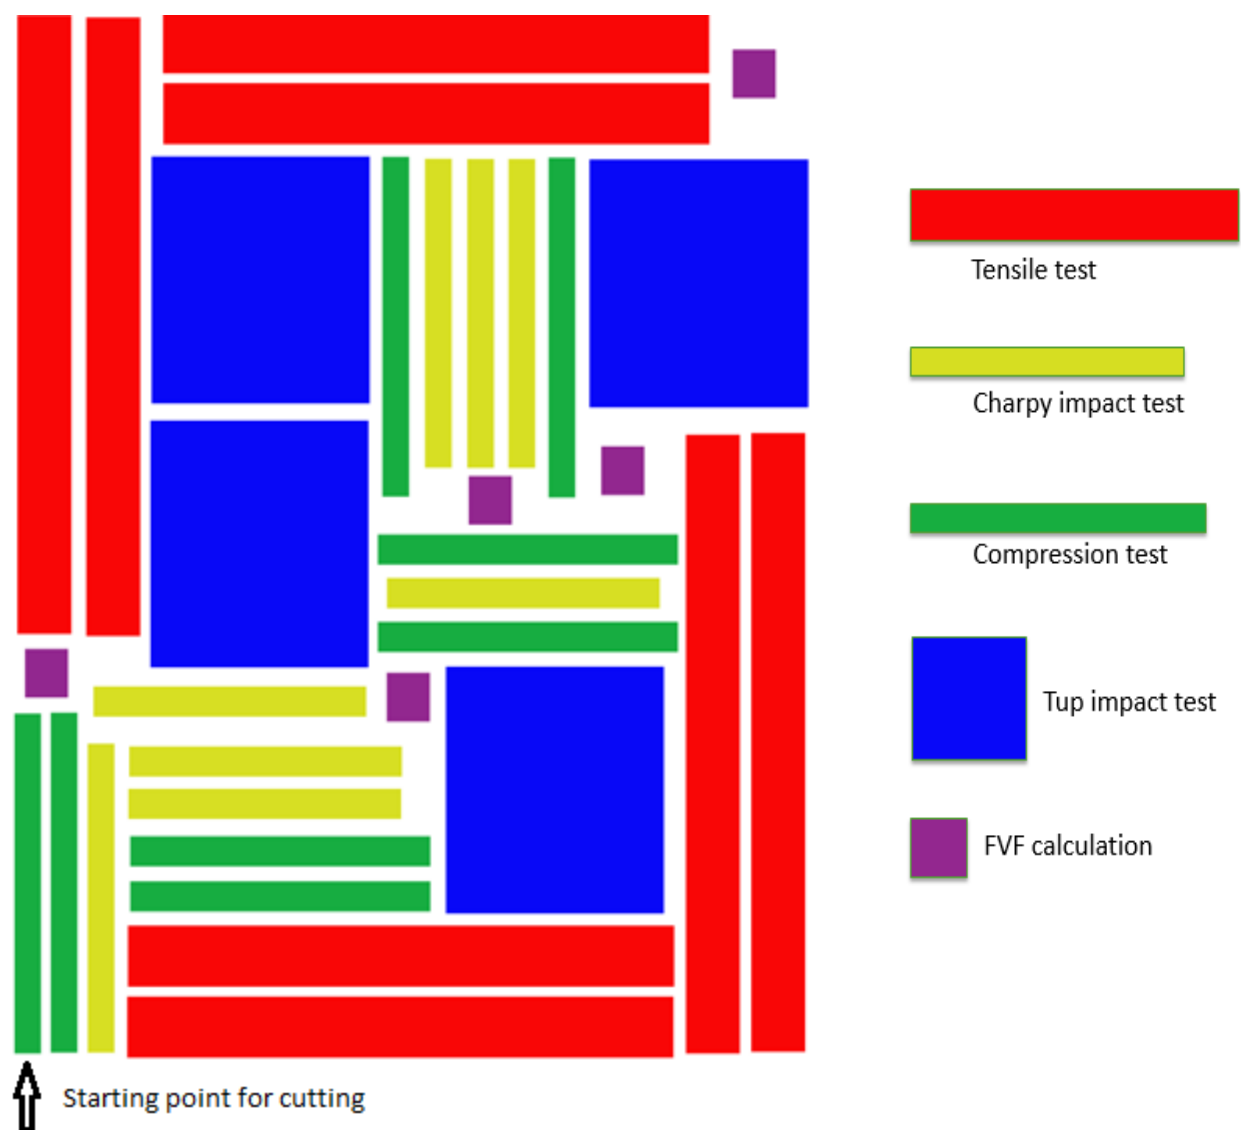 Tensile test
Charpy impact test
Compression test
Tup impact test
FVF calculation
Starting point for cutting